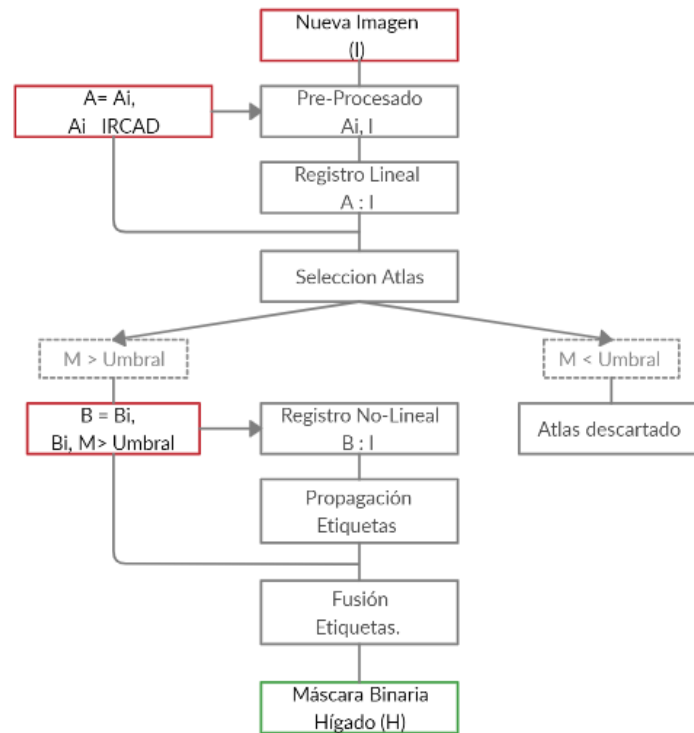 Nueva Imagen
(I)
A= Ai,
Ai IRCAD
Pre-Procesado
Ai, I
Registro Lineal
A : I
Seleccion Atlas
M > Umbral
M < Umbral
B = Bi,
Bi, M> Umbral
Registro No-Lineal
B : I
Atlas descartado
Propagación
Etiquetas
Fusión
Etiquetas.
Máscara Binaria
Hígado (H)